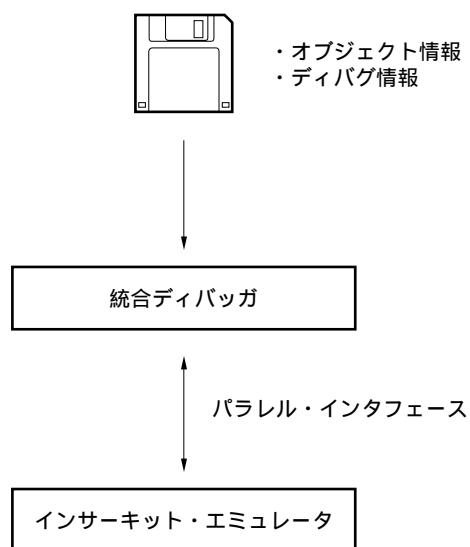 ・オブジェクト情報
・ディバグ情報
統合ディバッガ
パラレル・インタフェース
インサーキット・エミュレータ